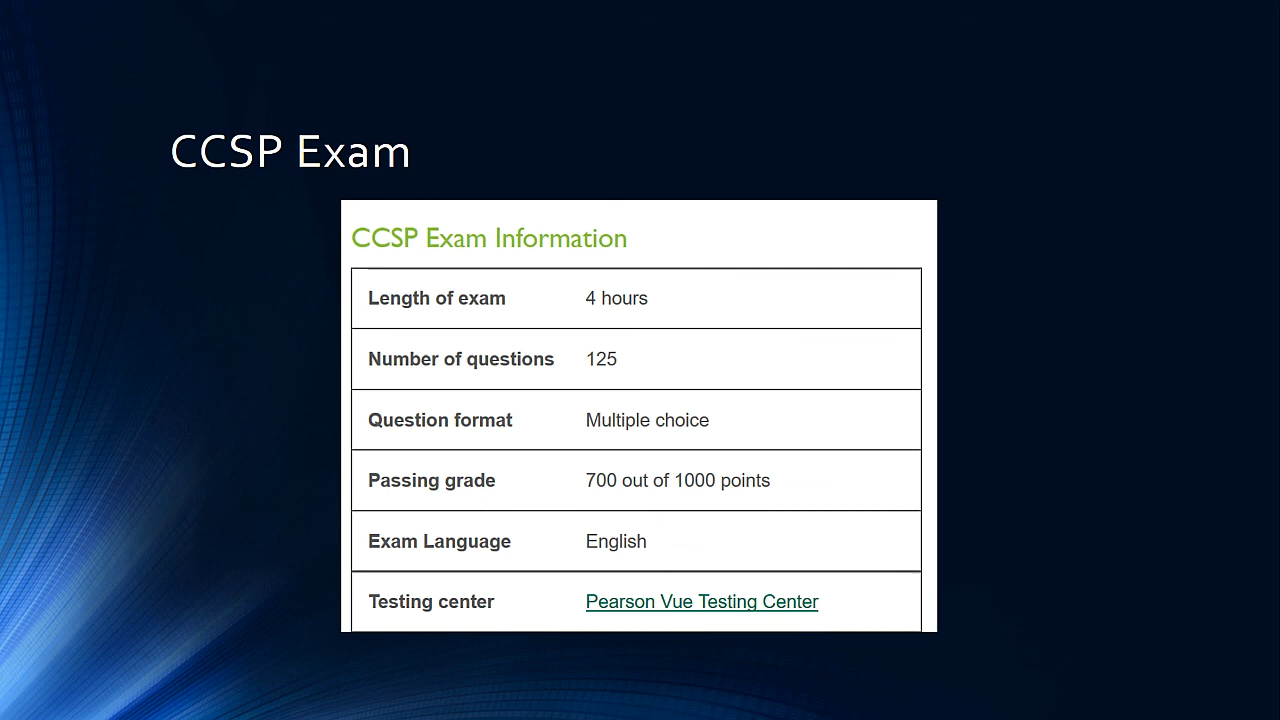 CCSP Exam
CCSP Exam Information
Length of exam 4 hours
Number of questions 125
Question format Multiple choice
Passing grade 700 out of 1000 points
Exam Language English
Testing center Pearson Vue Testing Center